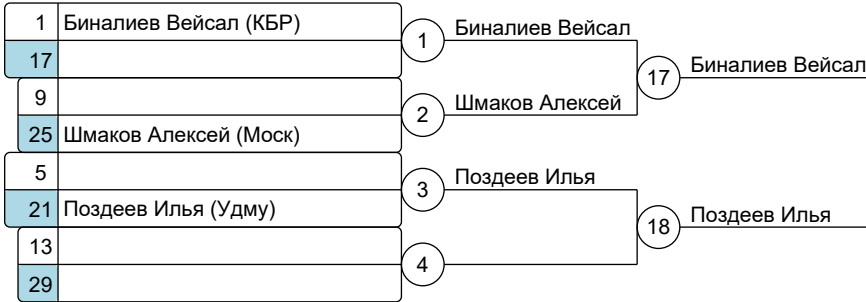 1 Биналиев Вейсал (КБР)
17
1 Биналиев Вейсал
17 Биналиев Вейсал
9
25 Шмаков Алексей (Моск)
2 Шмаков Алексей
5
21 Поздеев Илья (Удму)
3 Поздеев Илья
18 Поздеев Илья
13
29
4